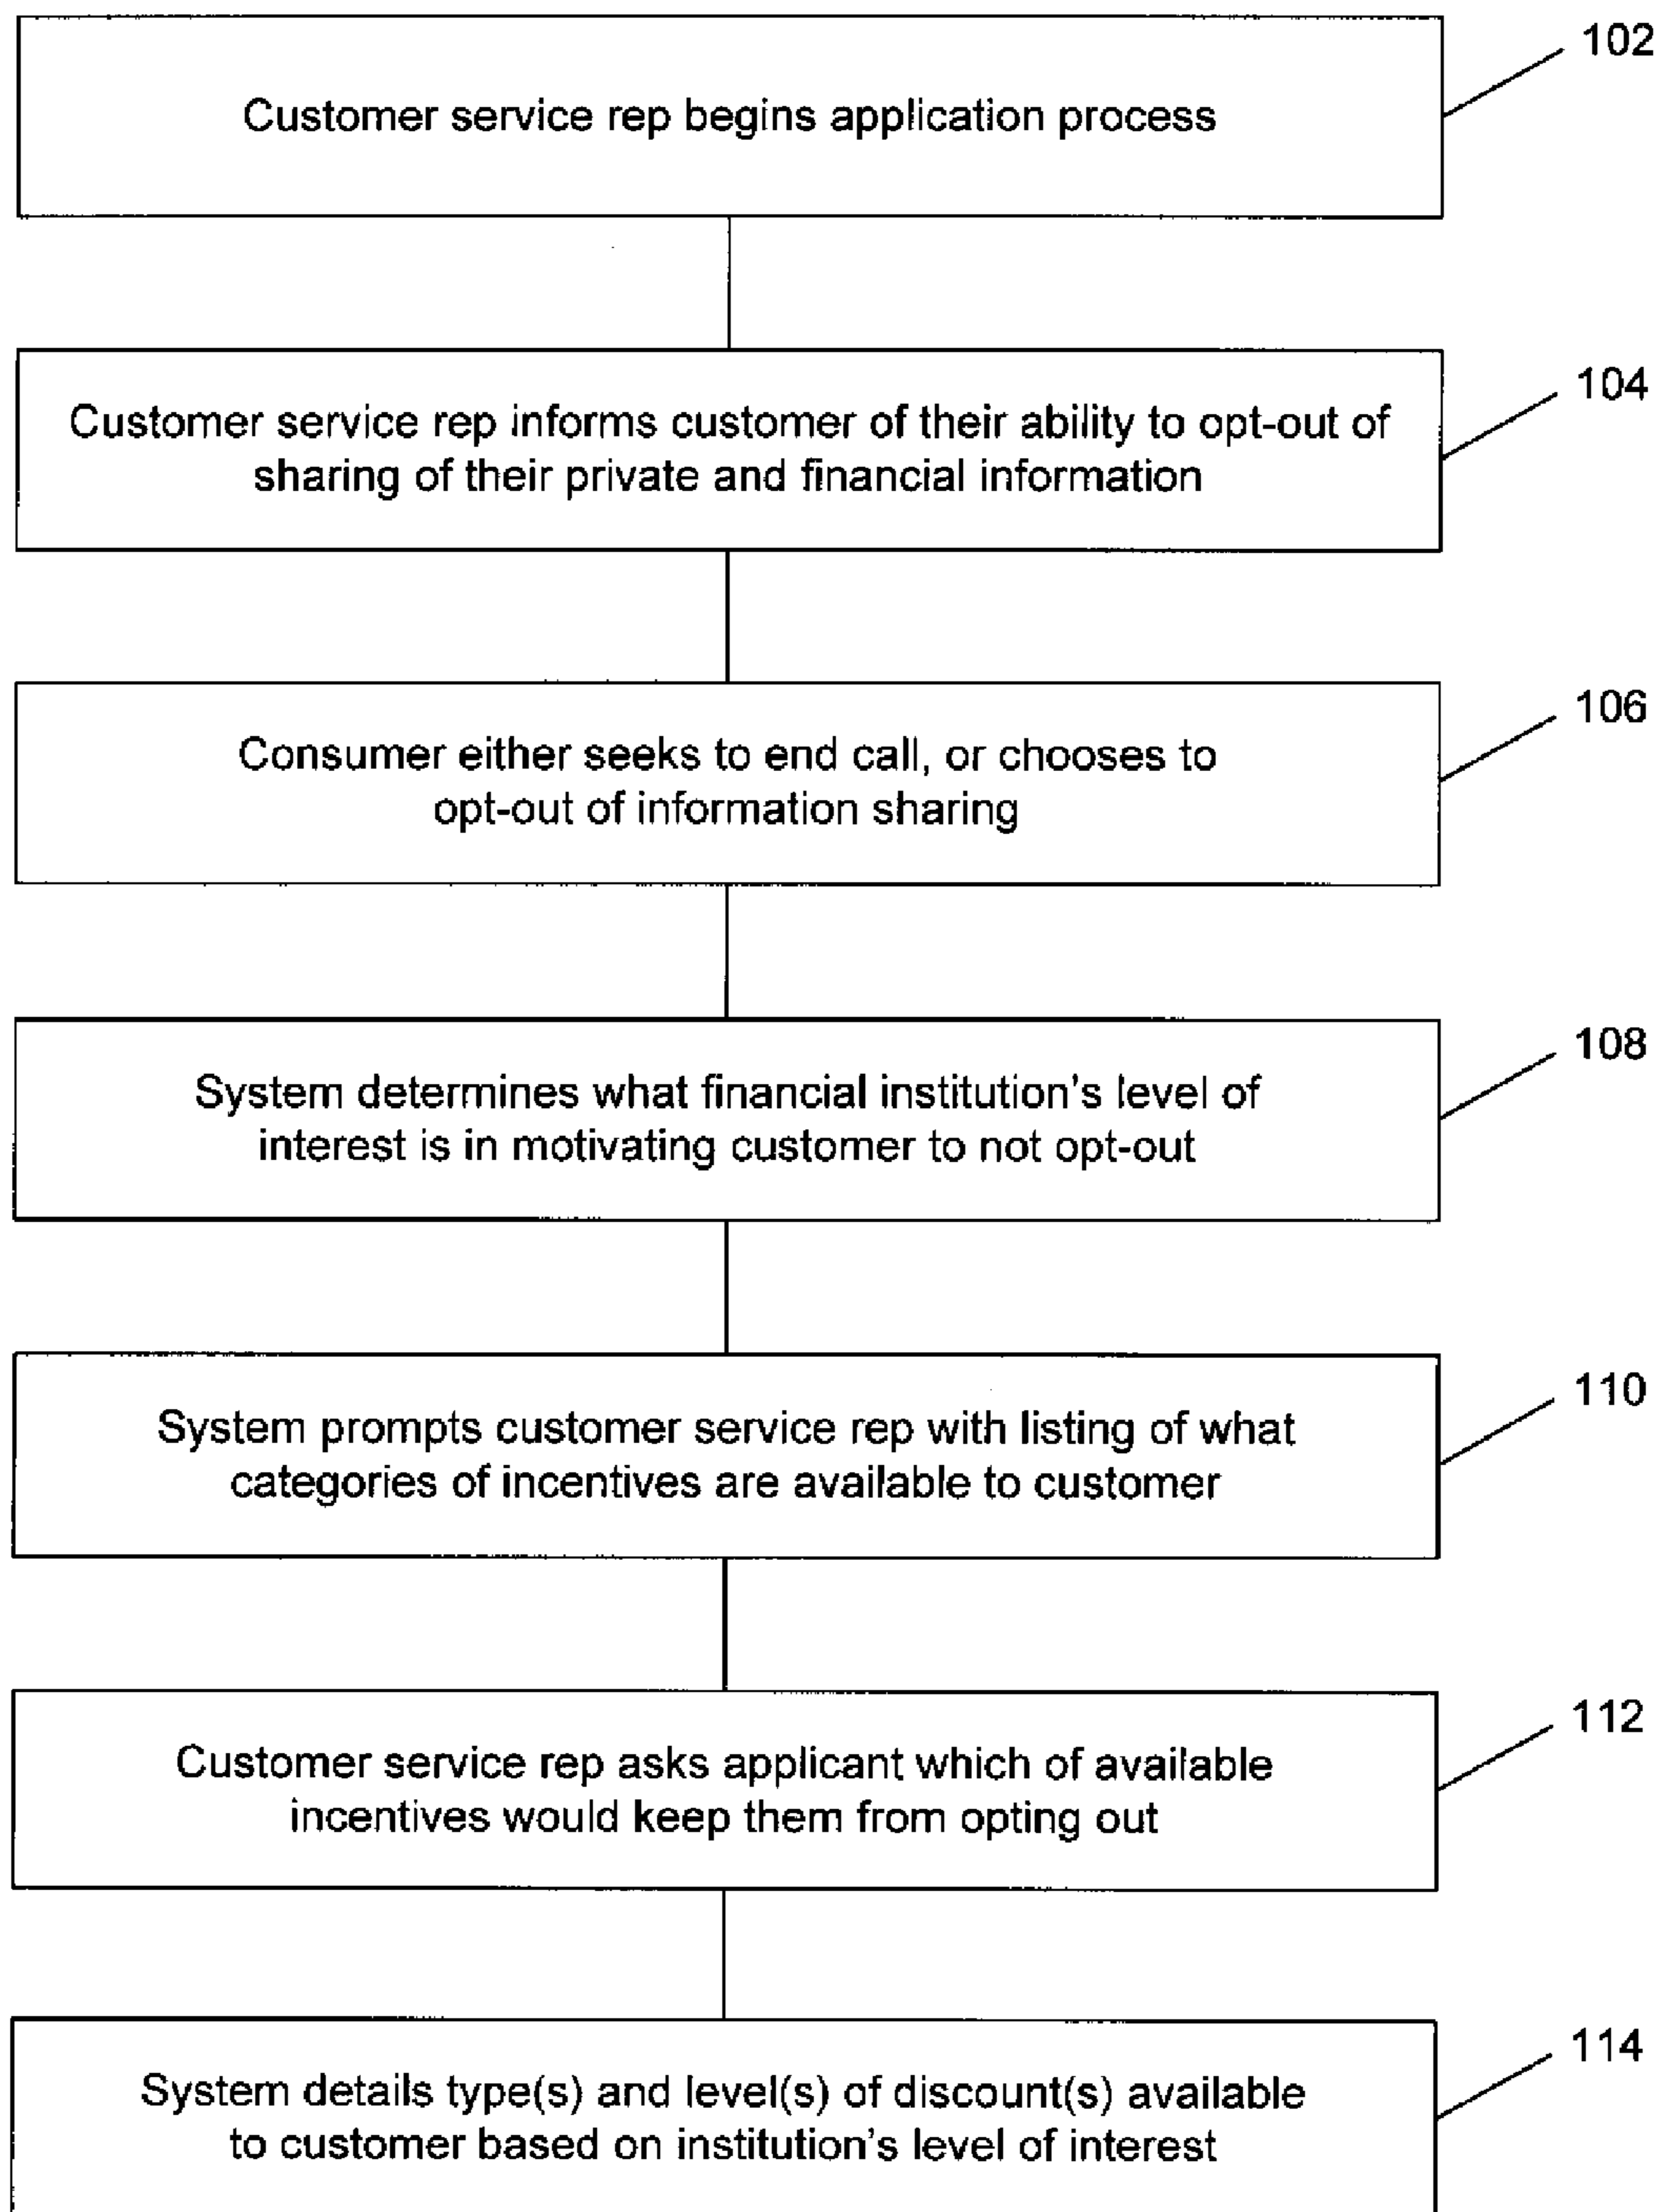 Customer service rep begins application process
102
Customer service rep informs customer of their ability to opt-out of
sharing of their private and financial information
104
Consumer either seeks to end call, or chooses to
opt-out of information sharing
106
System determines what financial institution's level of
interest is in motivating customer to not opt-out
108
System prompts customer service rep with listing of what
categories of incentives are available to customer
110
Customer service rep asks applicant which of available
incentives would keep them from opting out
112
System details type(s) and level(s) of discount(s) available
to customer based on institution's level of interest
114